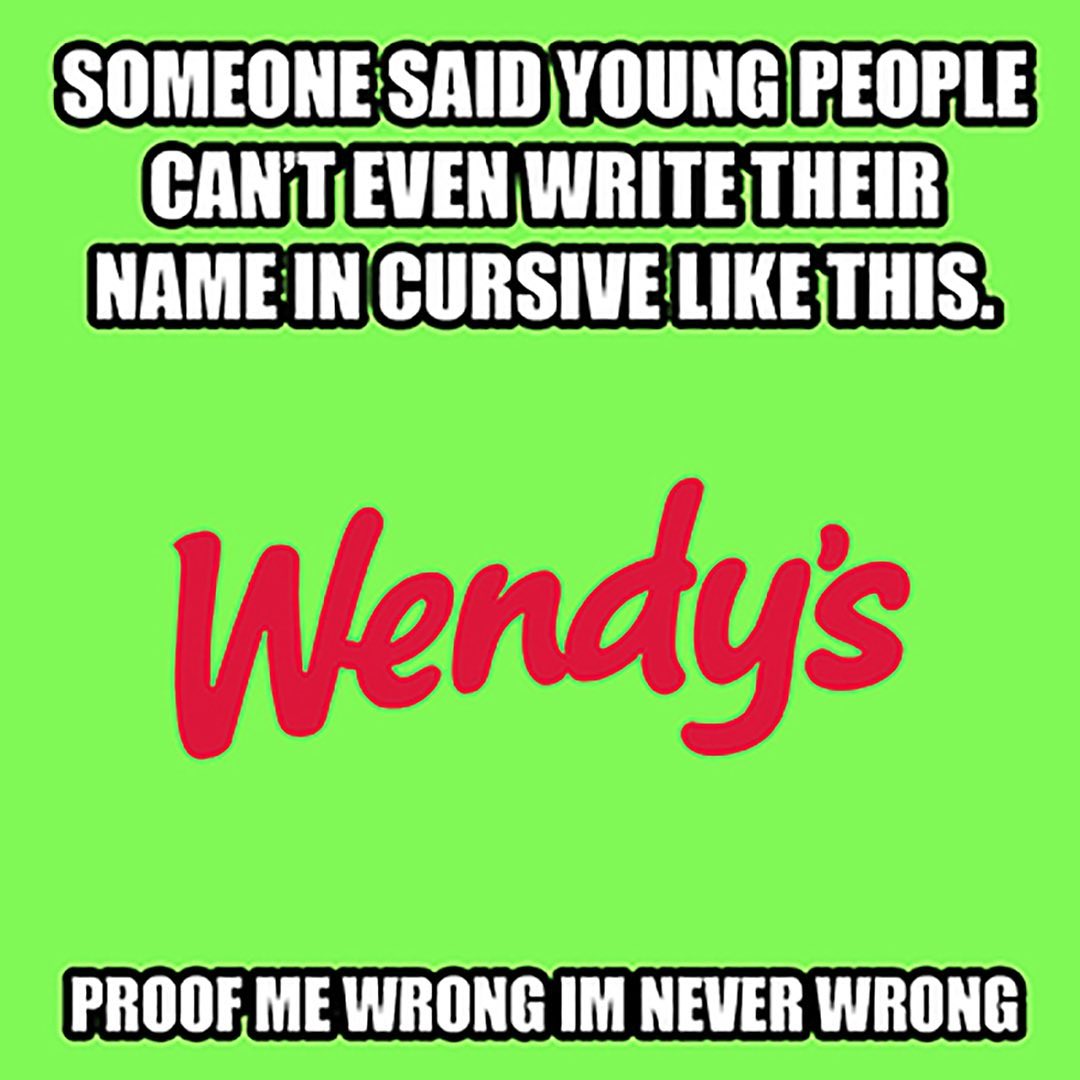 SOMEONE SAID YOUNG PEOPLE
CAN'T EVEN WRITE THEIR
NAME IN CURSIVE LIKE THIS.
Wendy's
PROOF ME WRONG IM NEVER WRONG